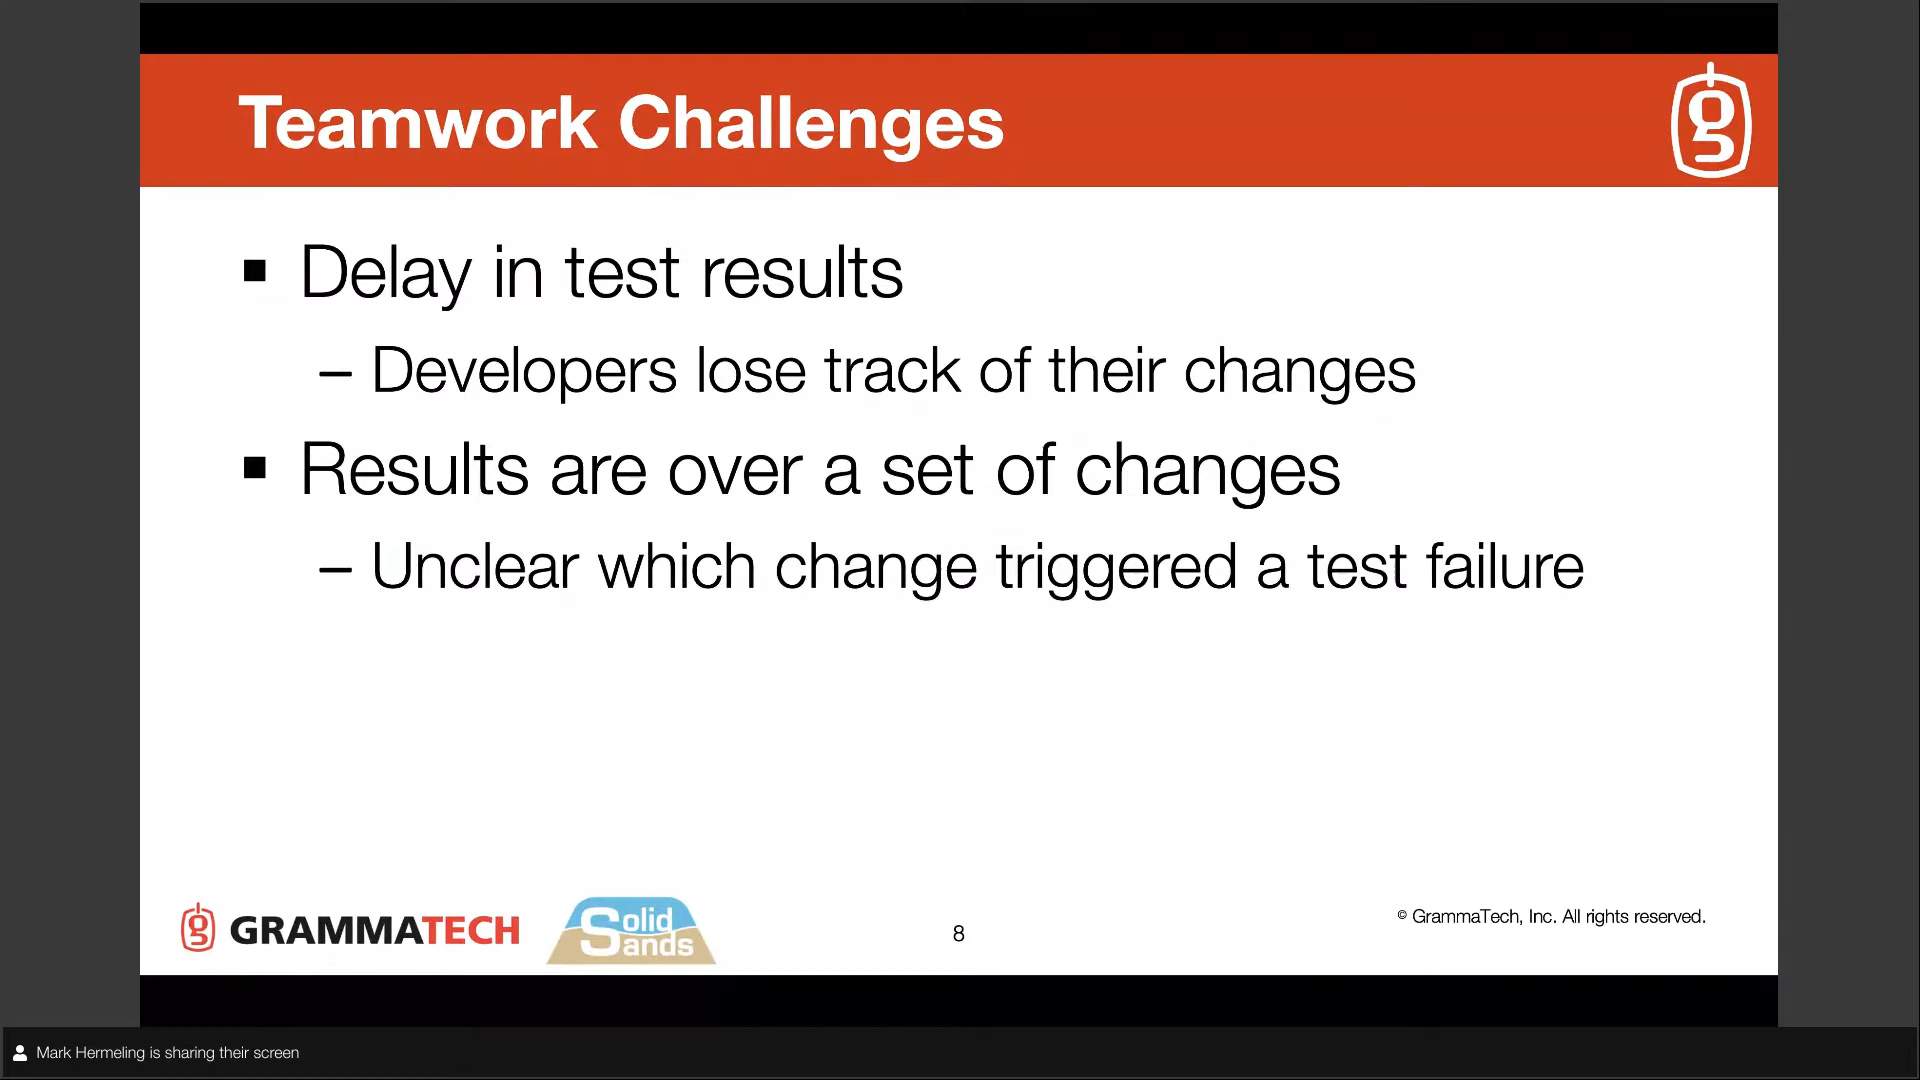 Teamwork Challenges
▪ Delay in test results
– Developers lose track of their changes
▪ Results are over a set of changes
– Unclear which change triggered a test failure
GRAMMATECH
Solid
Sands
8
© GrammaTech, Inc. All rights reserved.
Mark Hermeling is sharing their screen